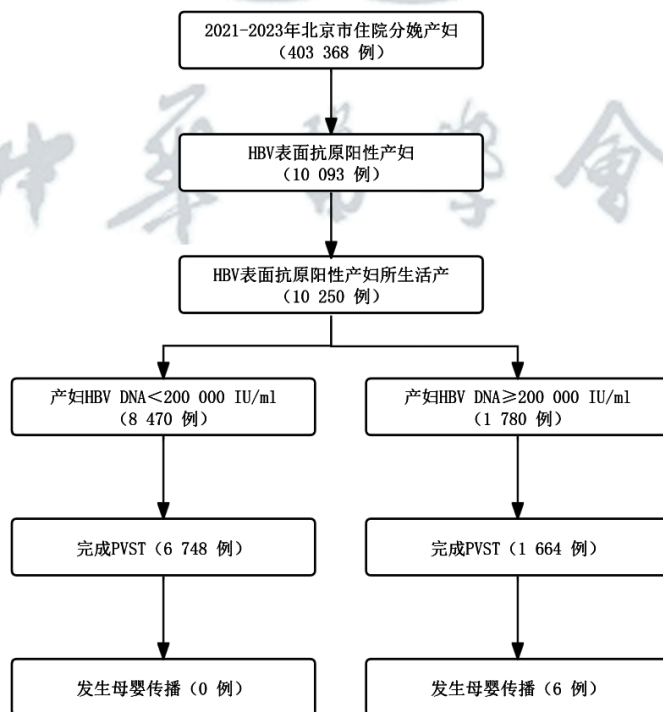 2021-2023年北京市住院分娩产妇
（403 368 例）
HBV表面抗原阳性产妇
（10 093 例）
HBV表面抗原阳性产妇所生活产
（10 250 例）
产妇HBV DNA＜200 000 IU/ml
（8 470 例）
产妇HBV DNA≥200 000 IU/ml
（1 780 例）
完成PVST（6 748 例）
完成PVST（1 664 例）
发生母婴传播（0 例）
发生母婴传播（6 例）
中华医学会